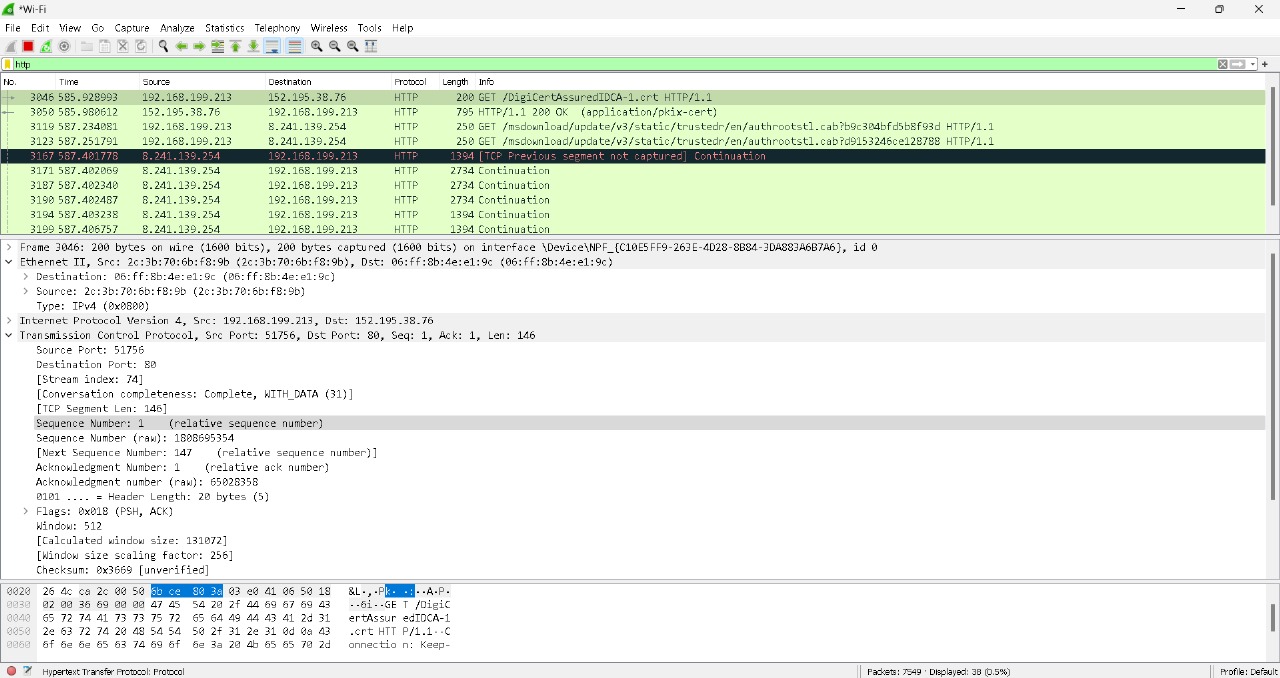 *Wi-Fi
File Edit View Go Capture Analyze Statistics Telephony Wireless Tools Help
http
No. Time Source Destination Protocol Length Info
3046 585.928993 192.168.199.213 152.195.38.76 HTTP 200 GET /DigiCertAssuredIDCA-1.crt HTTP/1.1
3050 585.980612 152.195.38.76 192.168.199.213 HTTP 795 HTTP/1.1 200 OK (application/pkix-cert)
3119 587.234081 192.168.199.213 8.241.139.254 HTTP 250 GET /msdownload/update/v3/static/trustedr/en/authrootstl.cab?b9c304bfd5b8f93d HTTP/1.1
3123 587.251791 192.168.199.213 8.241.139.254 HTTP 250 GET /msdownload/update/v3/static/trustedr/en/authrootstl.cab?d9153246ce128788 HTTP/1.1
3167 587.401778 8.241.139.254 192.168.199.213 HTTP 1394 [TCP Previous segment not captured] Continuation
3171 587.402069 8.241.139.254 192.168.199.213 HTTP 2734 Continuation
3187 587.402340 8.241.139.254 192.168.199.213 HTTP 2734 Continuation
3190 587.402487 8.241.139.254 192.168.199.213 HTTP 2734 Continuation
3194 587.403238 8.241.139.254 192.168.199.213 HTTP 1394 Continuation
3199 587.406757 8.241.139.254 192.168.199.213 HTTP 1394 Continuation
Frame 3046: 200 bytes on wire (1600 bits), 200 bytes captured (1600 bits) on interface \Device\NPF_{C10E5FF9-263E-4D28-8B84-3DA883A6B7A6}, id 0
Ethernet II, Src: 2c:3b:70:6b:f8:9b (2c:3b:70:6b:f8:9b), Dst: 06:ff:8b:4e:e1:9c (06:ff:8b:4e:e1:9c)
Destination: 06:ff:8b:4e:e1:9c (06:ff:8b:4e:e1:9c)
Source: 2c:3b:70:6b:f8:9b (2c:3b:70:6b:f8:9b)
Type: IPv4 (0x0800)
Internet Protocol Version 4, Src: 192.168.199.213, Dst: 152.195.38.76
Transmission Control Protocol, Src Port: 51756, Dst Port: 80, Seq: 1, Ack: 1, Len: 146
Source Port: 51756
Destination Port: 80
[Stream index: 74]
[Conversation completeness: Complete, WITH_DATA (31)]
[TCP Segment Len: 146]
Sequence Number: 1 (relative sequence number)
Sequence Number (raw): 1808695354
[Next Sequence Number: 147 (relative sequence number)]
Acknowledgment Number: 1 (relative ack number)
Acknowledgment number (raw): 65028358
0101 .... = Header Length: 20 bytes (5)
Flags: 0x018 (PSH, ACK)
Window: 512
[Calculated window size: 131072]
[Window size scaling factor: 256]
Checksum: 0x3669 [unverified]
0020 26 4c ca 2c 00 50 6b ce 80 3a 03 e0 41 06 50 18 &L·,·Pk· ·:··A·P·
0030 02 00 36 69 00 00 47 45 54 20 2f 44 69 67 69 43 ··6i··GE T /DigiC
0040 65 72 74 41 73 73 75 72 65 64 49 44 43 41 2d 31 ertAssur edIDCA-1
0050 2e 63 72 74 20 48 54 54 50 2f 31 2e 31 0d 0a 43 .crt HTT P/1.1··C
0060 6f 6e 6e 65 63 74 69 6f 6e 3a 20 4b 65 65 70 2d onnectio n: Keep-
Hypertext Transfer Protocol: Protocol Packets: 7549 · Displayed: 38 (0.5%) Profile: Default